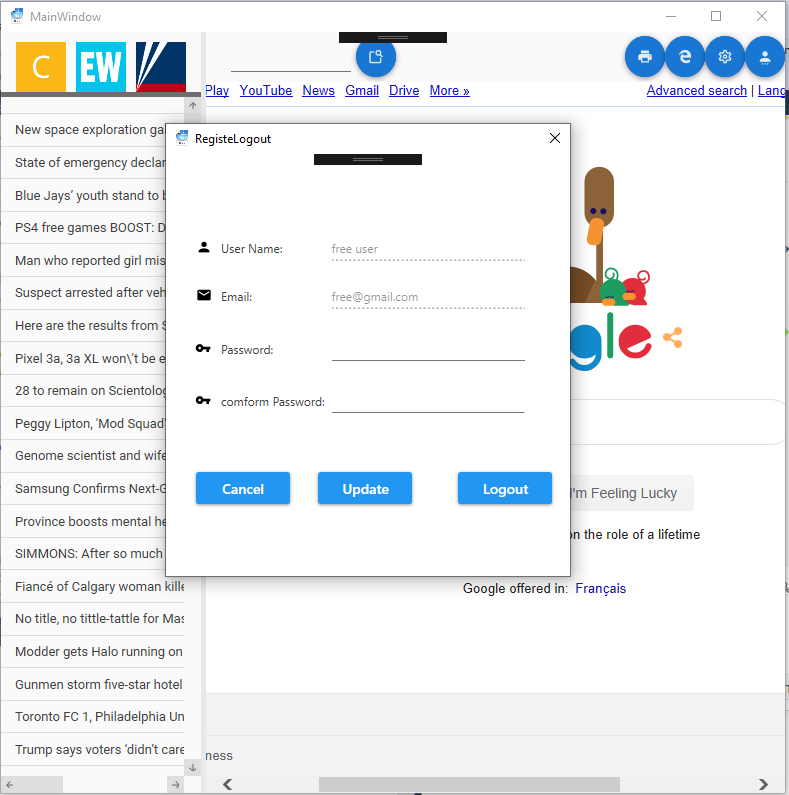 MainWindow
C
EW
Play YouTube News Gmail Drive More »
Advanced search | Lang
RegisteLogout
User Name: free user
Email: free@gmail.com
Password:
comform Password:
Cancel Update Logout
New space exploration ga
State of emergency declar
Blue Jays’ youth stand to b
PS4 free games BOOST: D
Man who reported girl mis
Suspect arrested after veh
Here are the results from S
Pixel 3a, 3a XL won\'t be e
28 to remain on Scientolog
Peggy Lipton, 'Mod Squad'
Genome scientist and wife
Samsung Confirms Next-G
Province boosts mental he
SIMMONS: After so much
Fiancé of Calgary woman kille
No title, no tittle-tattle for Mas
Modder gets Halo running on
Gunmen storm five-star hotel
Toronto FC 1, Philadelphia Un
Trump says voters ‘didn’t care
gle
I'm Feeling Lucky
on the role of a lifetime
Google offered in: Français
ness